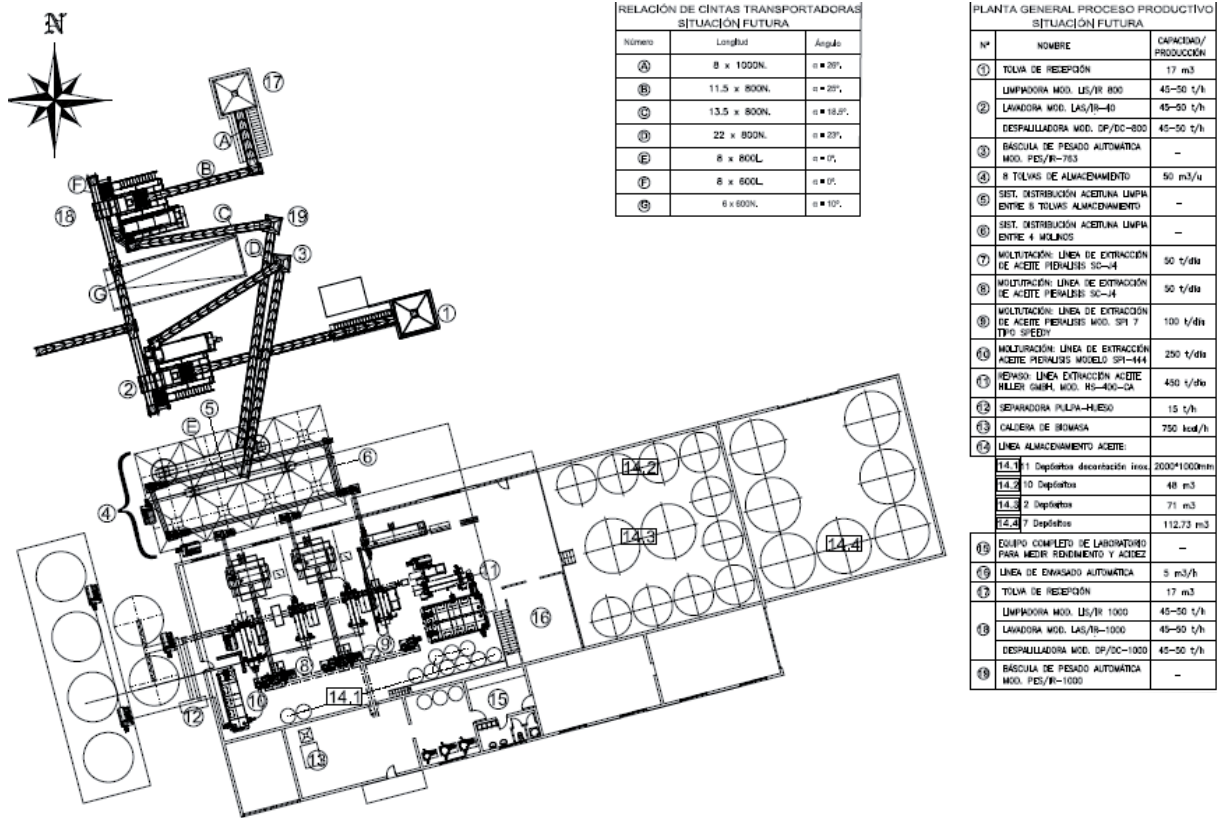 N
RELACIÓN DE CINTAS TRANSPORTADORAS
SITUACIÓN FUTURA
Número Longitud Ángulo
A 8 x 1000N. α = 26º.
B 11.5 x 800N. α = 25º.
C 13.5 x 800N. α = 18.5º.
D 22 x 800N. α = 23º.
E 8 x 800L. α = 0º.
F 8 x 600L. α = 0º.
G 6 x 600N. α = 10º.
PLANTA GENERAL PROCESO PRODUCTIVO
SITUACIÓN FUTURA
Nº NOMBRE CAPACIDAD/
PRODUCCIÓN
1 TOLVA DE RECEPCIÓN 17 m3
2
LIMPIADORA MOD. LIS/IR 800 45-50 t/h
LAVADORA MOD. LAS/IR-40 45-50 t/h
DESPALILLADORA MOD. DP/DC-800 45-50 t/h
3 BÁSCULA DE PESADO AUTOMÁTICA
MOD. PES/IR-763 -
4 8 TOLVAS DE ALMACENAMIENTO 50 m3/u
5 SIST. DISTRIBUCIÓN ACEITUNA LIMPIA
ENTRE 8 TOLVAS ALMACENAMIENTO -
6 SIST. DISTRIBUCIÓN ACEITUNA LIMPIA
ENTRE 4 MOLINOS -
7 MOLTUTACIÓN: LÍNEA DE EXTRACCIÓN
DE ACEITE PIERALISIS SC-J4 50 t/día
8 MOLTUTACIÓN: LÍNEA DE EXTRACCIÓN
DE ACEITE PIERALISIS SC-J4 50 t/día
9 MOLTUTACIÓN: LÍNEA DE EXTRACCIÓN
DE ACEITE PIERALISIS MOD. SPI 7
TIPO SPEEDY 100 t/día
10 MOLTURACIÓN: LÍNEA DE EXTRACCIÓN
ACEITE PIERALISIS MODELO SPI-444 250 t/día
11 REPASO: LÍNEA EXTRACCIÓN ACEITE
HILLER GMBH, MOD. HS-400-CA 450 t/día
12 SEPARADORA PULPA-HUESO 15 t/h
13 CALDERA DE BIOMASA 750 kcal/h
14 LÍNEA ALMACENAMIENTO ACEITE:
14.1 11 Depósitos decantación inox. 2000*1000mm
14.2 10 Depósitos 48 m3
14.3 2 Depósitos 71 m3
14.4 7 Depósitos 112.73 m3
15 EQUIPO COMPLETO DE LABORATORIO
PARA MEDIR RENDIMIENTO Y ACIDEZ -
16 LÍNEA DE ENVASADO AUTOMÁTICA 5 m3/h
17 TOLVA DE RECEPCIÓN 17 m3
18
LIMPIADORA MOD. LIS/IR 1000 45-50 t/h
LAVADORA MOD. LAS/IR-1000 45-50 t/h
DESPALILLADORA MOD. DP/DC-1000 45-50 t/h
19 BÁSCULA DE PESADO AUTOMÁTICA
MOD. PES/IR-1000 -
17
A
B
F
18
C
19
D
3
G
1
2
5
E
6
4
14.2
14.3
14.4
11
16
9
7
8
14.1
10
12
15
13